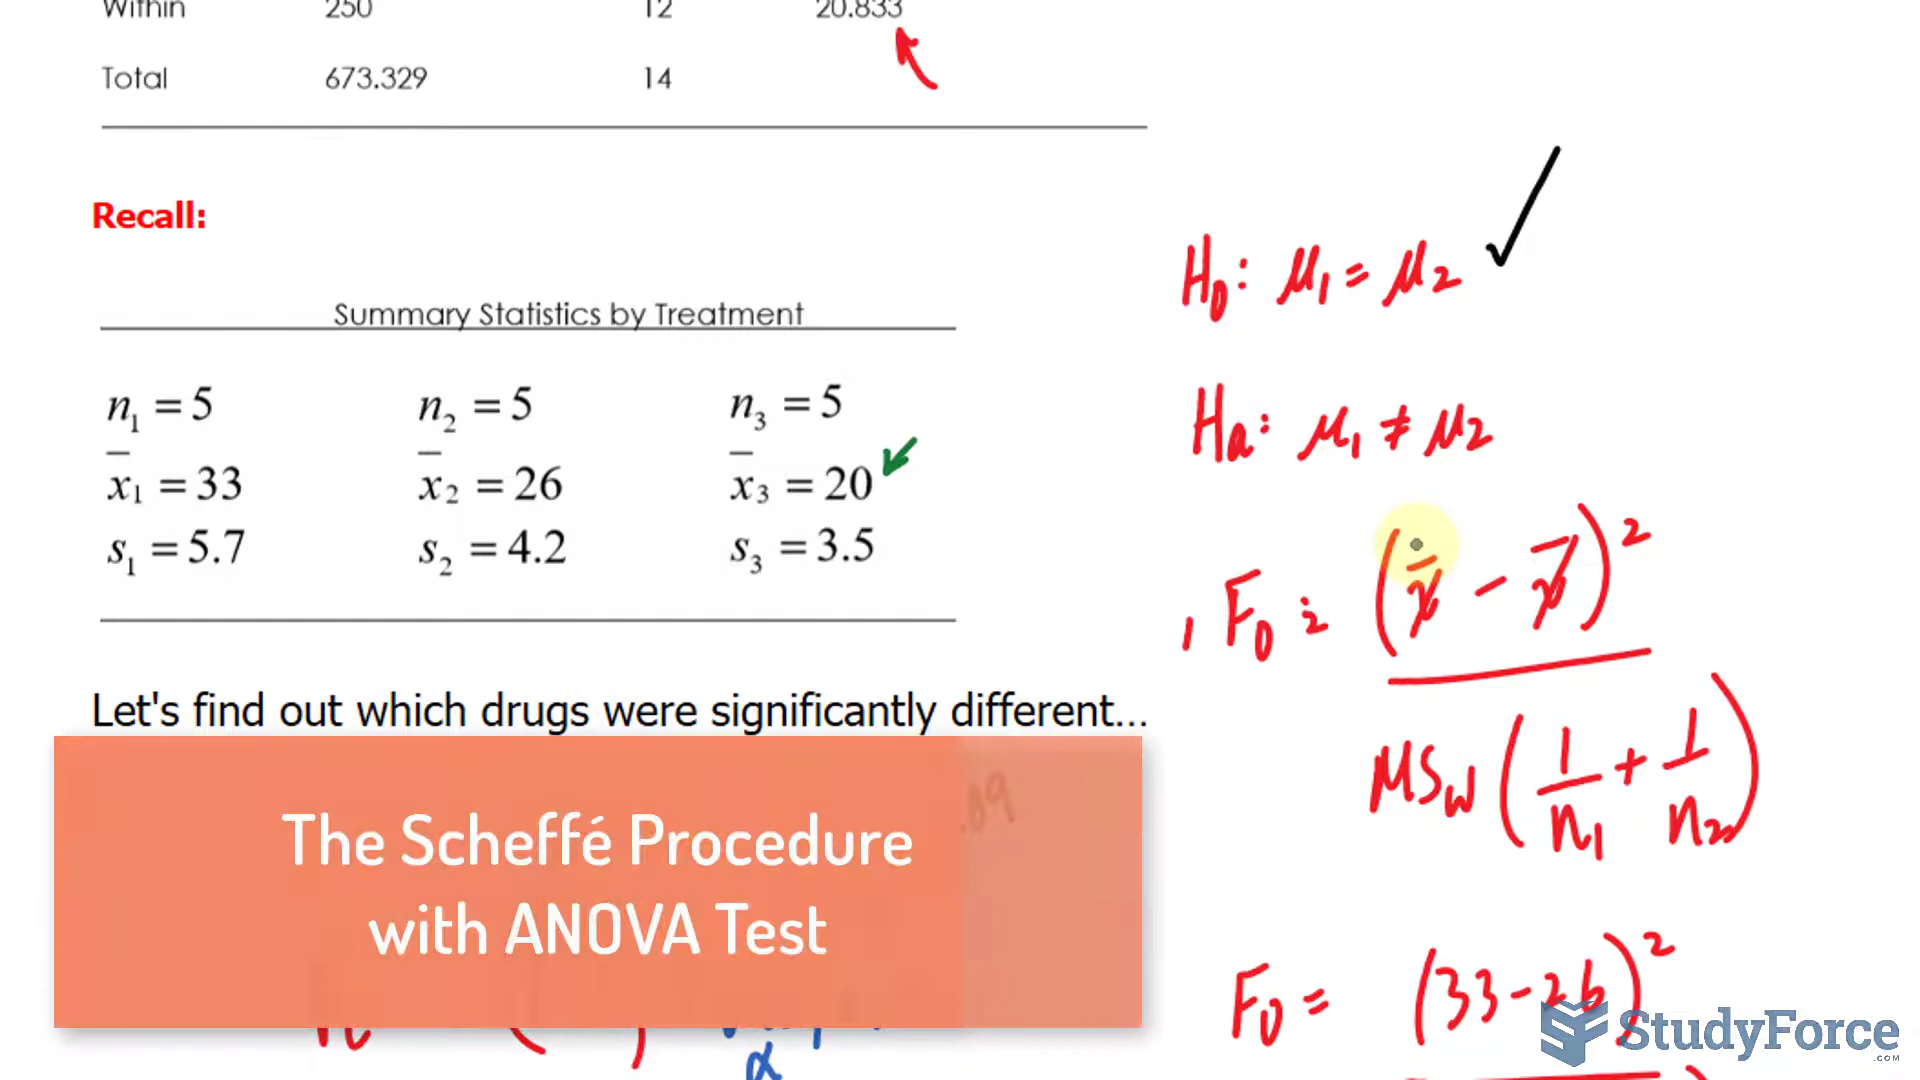 Within 250 12 20.833
Total 673.329 14
Recall:
Summary Statistics by Treatment
n₁ = 5 n₂ = 5 n₃ = 5
x̄₁ = 33 x̄₂ = 26 x̄₃ = 20
s₁ = 5.7 s₂ = 4.2 s₃ = 3.5
Let's find out which drugs were significantly different...
The Scheffé Procedure
with ANOVA Test
H₀: μ₁ = μ₂ ✓
Ha: μ₁ ≠ μ₂
F₀ = (x̄ - x̄)²
MSw (1/n₁ + 1/n₂)
F₀ = (33-26)²
StudyForce
.COM